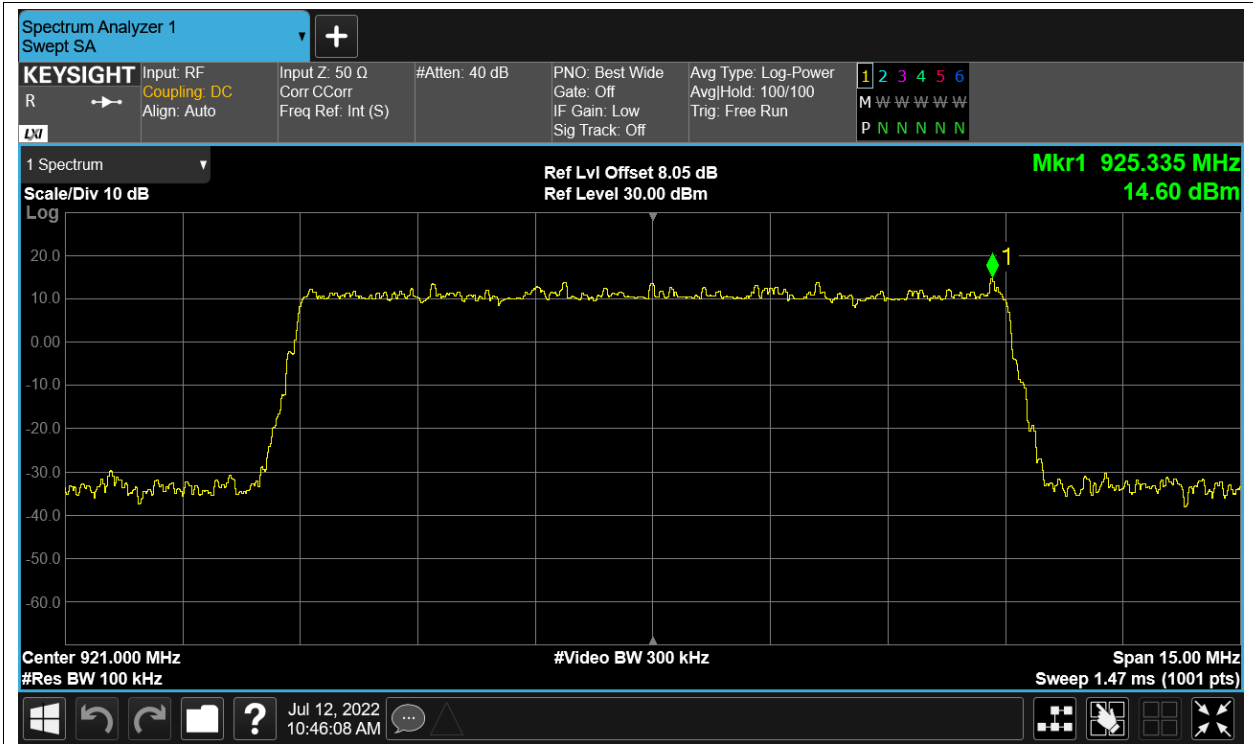 Spectrum Analyzer 1
Swept SA
+
KEYSIGHT
R
LXI
Input: RF
Coupling: DC
Align: Auto
Input Z: 50 Ω
Corr CCorr
Freq Ref: Int (S)
#Atten: 40 dB
PNO: Best Wide
Gate: Off
IF Gain: Low
Sig Track: Off
Avg Type: Log-Power
Avg|Hold: 100/100
Trig: Free Run
1 2 3 4 5 6
M W W W W W
P N N N N N
1 Spectrum
Scale/Div 10 dB
Log
Ref Lvl Offset 8.05 dB
Ref Level 30.00 dBm
Mkr1 925.335 MHz
14.60 dBm
1
20.0
10.0
0.00
-10.0
-20.0
-30.0
-40.0
-50.0
-60.0
Center 921.000 MHz
#Res BW 100 kHz
#Video BW 300 kHz
Span 15.00 MHz
Sweep 1.47 ms (1001 pts)
?
Jul 12, 2022
10:46:08 AM